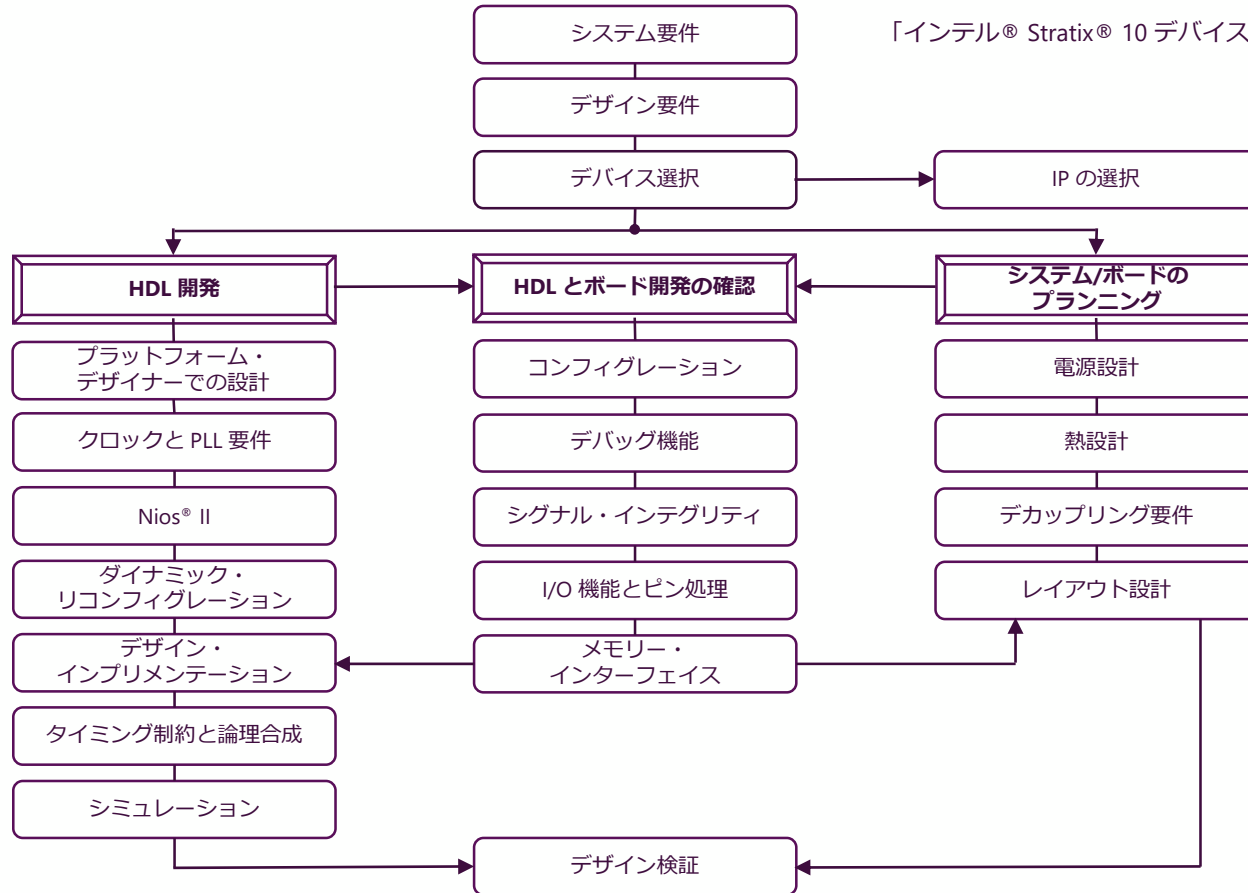 システム要件
「インテル® Stratix® 10 デバイス
デザイン要件
デバイス選択
IP の選択
HDL 開発
HDL とボード開発の確認
システム/ボードの
プランニング
プラットフォーム・
デザイナーでの設計
コンフィグレーション
電源設計
クロックと PLL 要件
デバッグ機能
熱設計
Nios® II
シグナル・インテグリティ
デカップリング要件
ダイナミック・
リコンフィグレーション
I/O 機能とピン処理
レイアウト設計
デザイン・
インプリメンテーション
メモリー・
インターフェイス
タイミング制約と論理合成
シミュレーション
デザイン検証